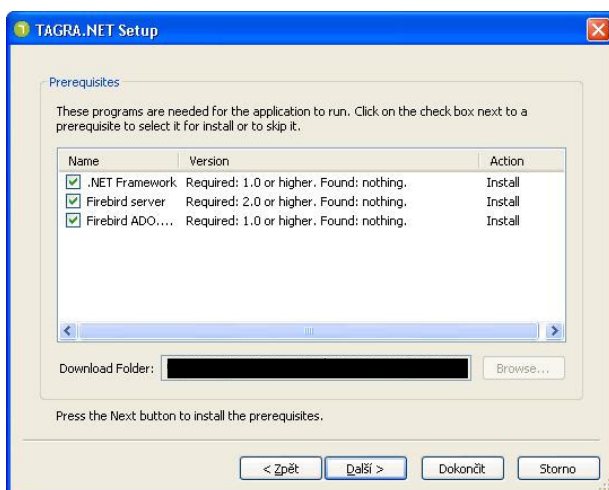 TAGRA.NET Setup
Prerequisites
These programs are needed for the application to run. Click on the check box next to a
prerequisite to select it for install or to skip it.
Name Version Action
.NET Framework Required: 1.0 or higher. Found: nothing. Install
Firebird server Required: 2.0 or higher. Found: nothing. Install
Firebird ADO.... Required: 1.0 or higher. Found: nothing. Install
Download Folder: Browse...
Press the Next button to install the prerequisites.
< Zpět Další > Dokončit Storno